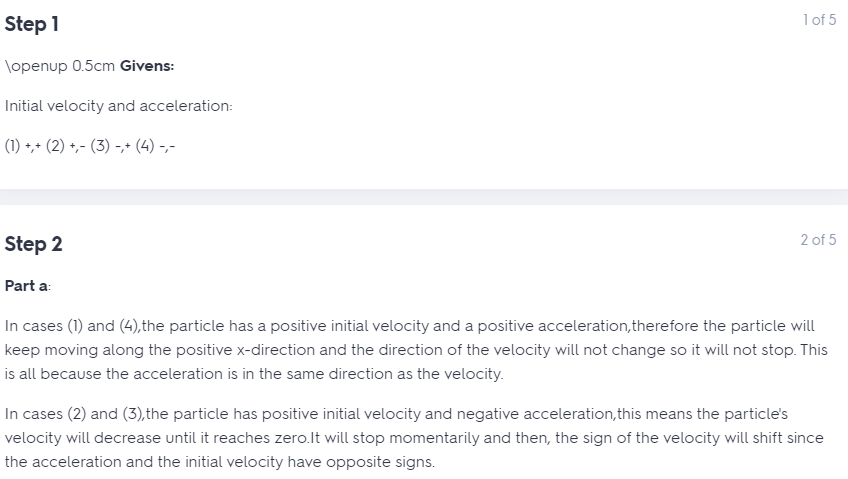 Step 1
1 of 5
\openup 0.5cm Givens:
Initial velocity and acceleration:
(1) +,+ (2) +,- (3) -,+ (4) -,-
Step 2
2 of 5
Part a:
In cases (1) and (4),the particle has a positive initial velocity and a positive acceleration,therefore the particle will
keep moving along the positive x-direction and the direction of the velocity will not change so it will not stop. This
is all because the acceleration is in the same direction as the velocity.
In cases (2) and (3),the particle has positive initial velocity and negative acceleration,this means the particle's
velocity will decrease until it reaches zero.It will stop momentarily and then, the sign of the velocity will shift since
the acceleration and the initial velocity have opposite signs.